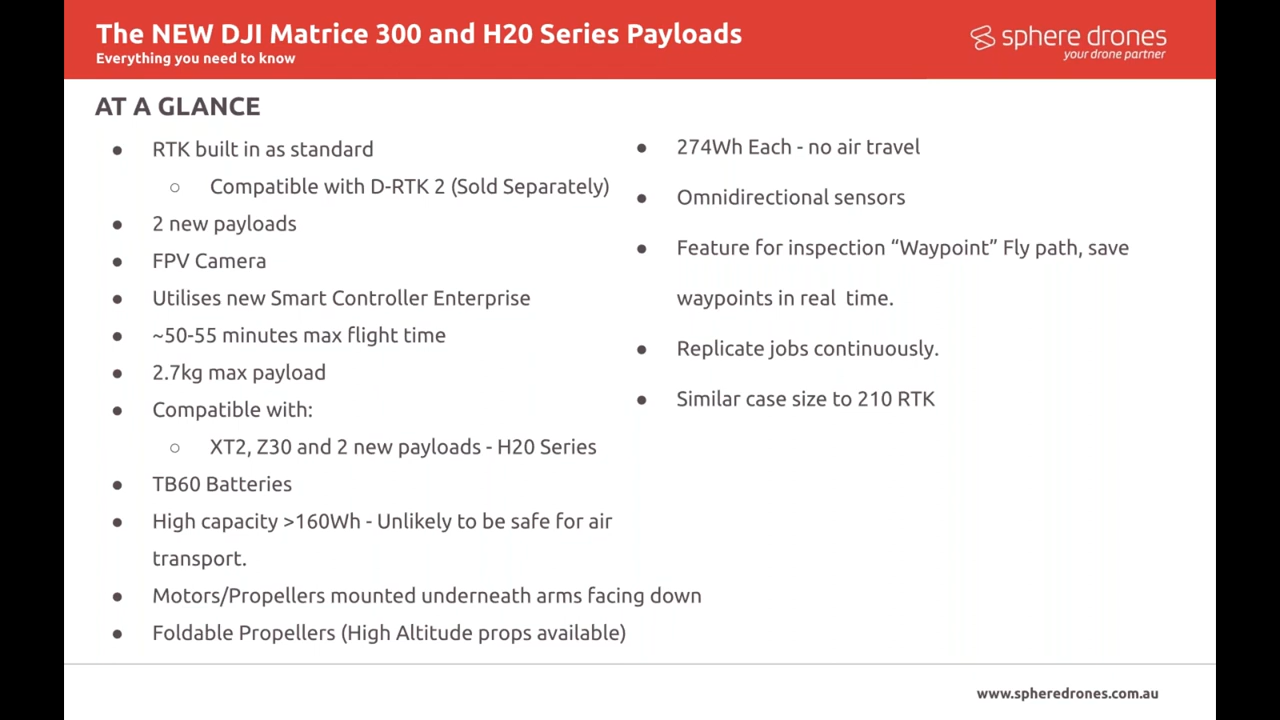 The NEW DJI Matrice 300 and H20 Series Payloads
Everything you need to know
sphere drones
your drone partner
AT A GLANCE
● RTK built in as standard
○ Compatible with D-RTK 2 (Sold Separately)
● 2 new payloads
● FPV Camera
● Utilises new Smart Controller Enterprise
● ~50-55 minutes max flight time
● 2.7kg max payload
● Compatible with:
○ XT2, Z30 and 2 new payloads - H20 Series
● TB60 Batteries
● High capacity >160Wh - Unlikely to be safe for air
transport.
● Motors/Propellers mounted underneath arms facing down
● Foldable Propellers (High Altitude props available)
● 274Wh Each - no air travel
● Omnidirectional sensors
● Feature for inspection “Waypoint” Fly path, save
waypoints in real time.
● Replicate jobs continuously.
● Similar case size to 210 RTK
www.spheredrones.com.au